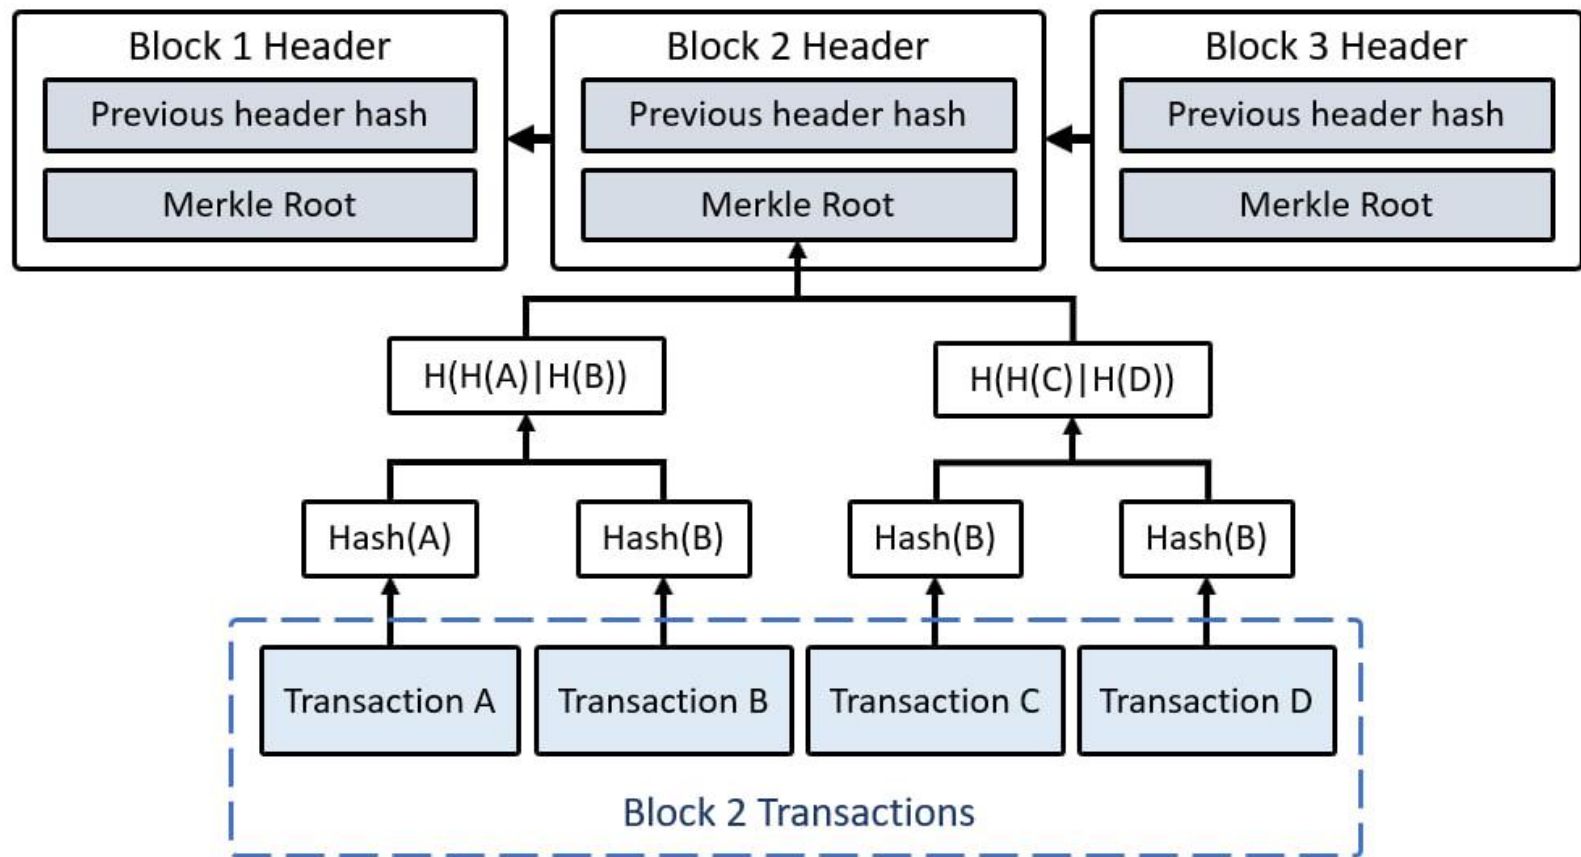 Block 1 Header
Previous header hash
Merkle Root
Block 2 Header
Previous header hash
Merkle Root
Block 3 Header
Previous header hash
Merkle Root
H(H(A)|H(B))
H(H(C)|H(D))
Hash(A)
Hash(B)
Hash(B)
Hash(B)
Transaction A
Transaction B
Transaction C
Transaction D
Block 2 Transactions